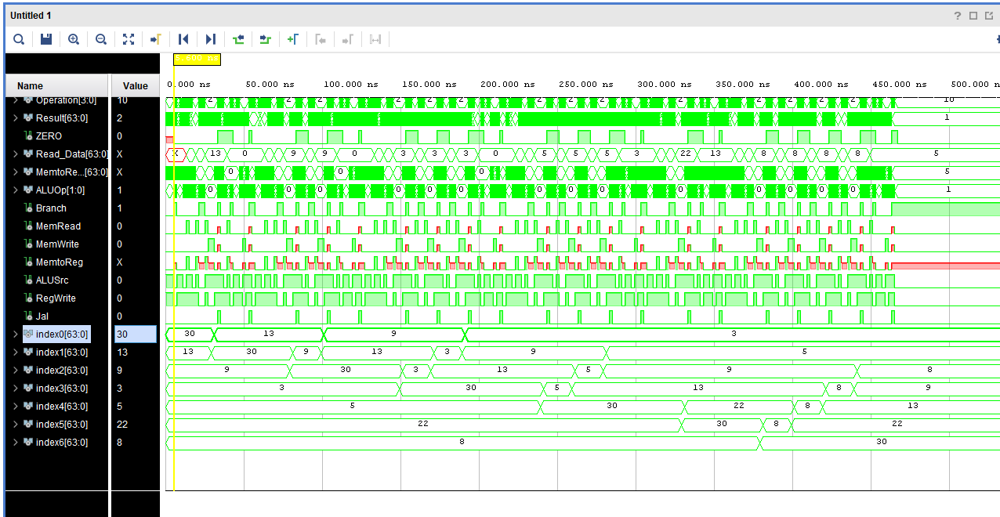 Untitled 1
?
5.000 ns
Name Value
0.000 ns 50.000 ns 100.000 ns 150.000 ns 200.000 ns 250.000 ns 300.000 ns 350.000 ns 400.000 ns 450.000 ns 500.000 n
Operation[3:0] 10 2 2 2 2 2 2 2 2 2 2 2 2 2 2 2 2 2 10
Result[63:0] 2 1
ZERO 0
Read_Data[63:0] X X 13 0 9 9 0 3 3 3 0 5 5 5 3 22 13 8 8 8 8 5
MemtoRe...[63:0] X 0 0 0 5
ALUOp[1:0] 1 0 0 0 0 0 0 0 0 0 0 0 0 0 0 0 0 1
Branch 1
MemRead 0
MemWrite 0
MemtoReg X
ALUSrc 0
RegWrite 0
Jal 0
index0[63:0] 30 30 13 9 3
index1[63:0] 13 13 30 9 13 3 9 5
index2[63:0] 9 9 30 3 13 5 9 8
index3[63:0] 3 3 30 5 13 8 9
index4[63:0] 5 5 30 22 8 13
index5[63:0] 22 22 30 8 22
index6[63:0] 8 8 30